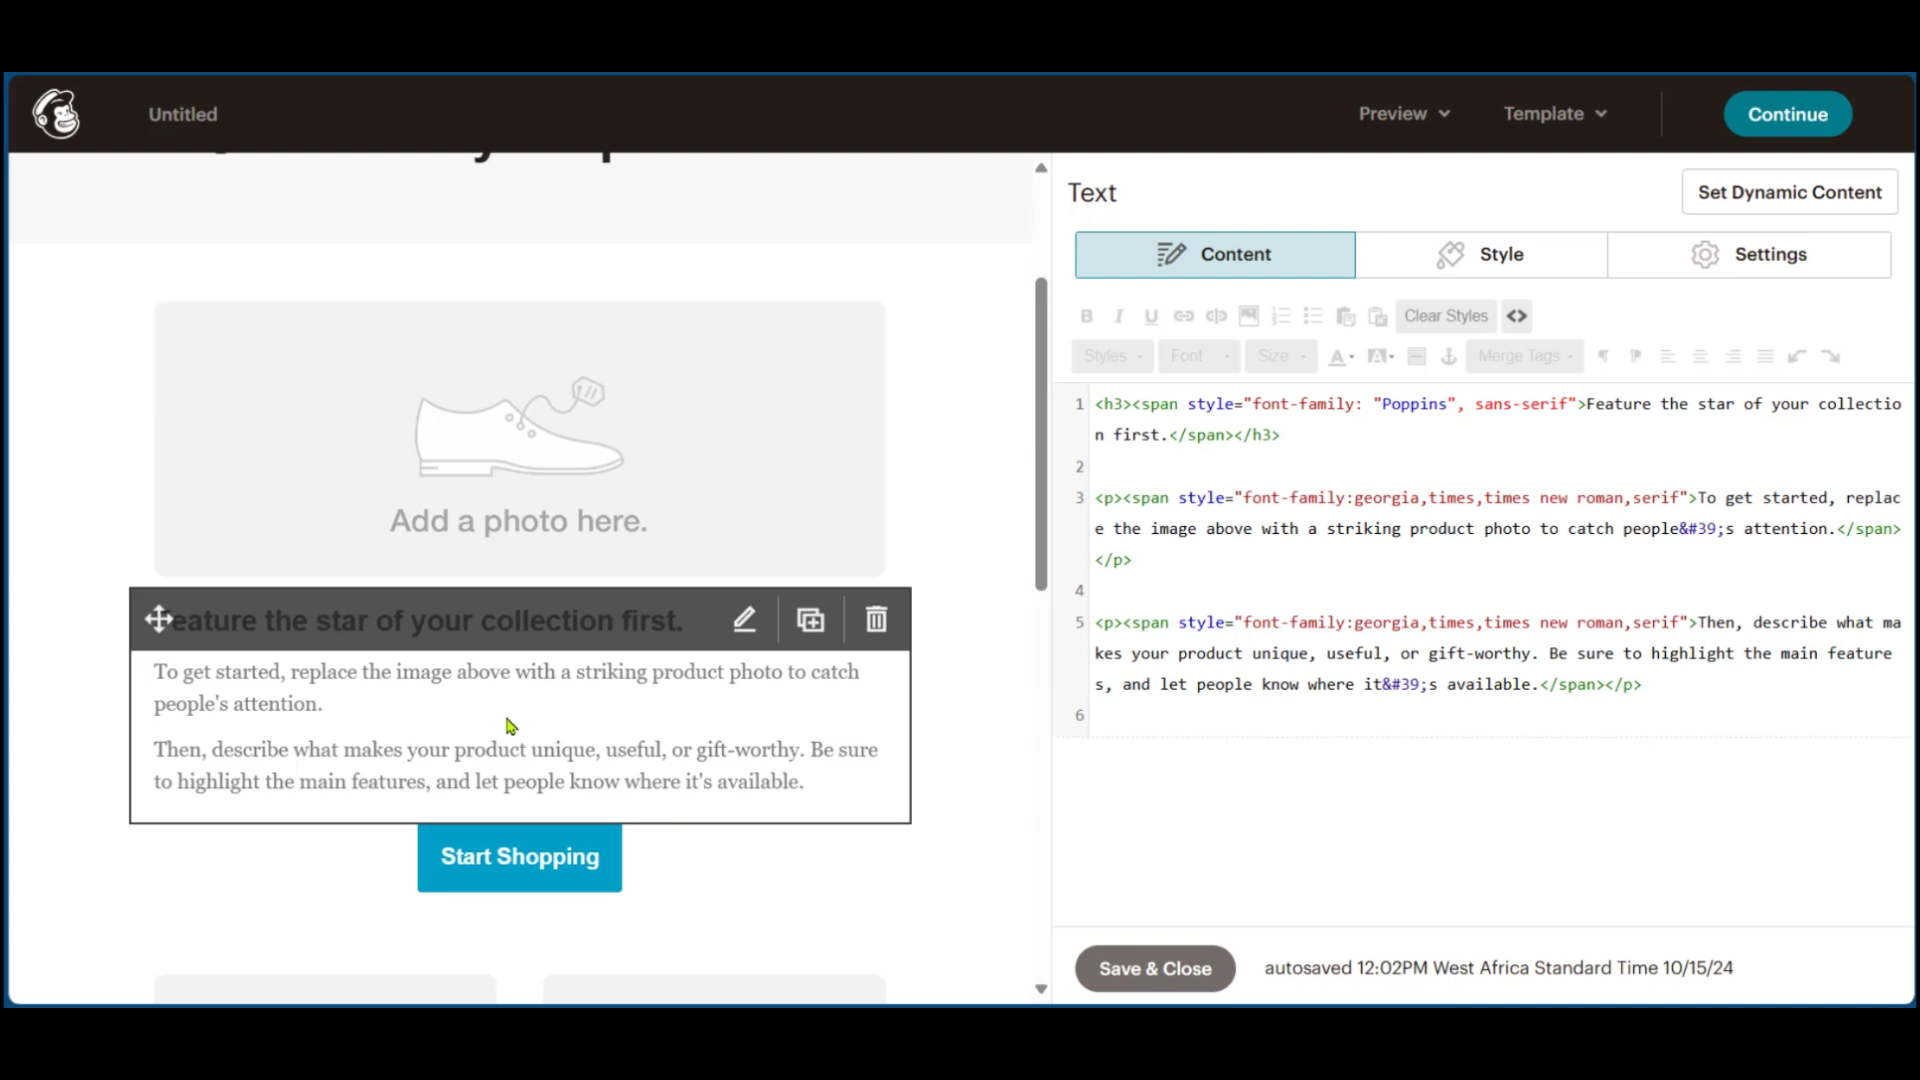 Untitled
Preview
Template
Continue
Text
Set Dynamic Content
Content
Style
Settings
B I U
Clear Styles
<>
Styles
Font
Size
A
A
Merge Tags
Add a photo here.
Feature the star of your collection first.
To get started, replace the image above with a striking product photo to catch
people's attention.
Then, describe what makes your product unique, useful, or gift-worthy. Be sure
to highlight the main features, and let people know where it's available.
Start Shopping
1 <h3><span style="font-family: "Poppins", sans-serif">Feature the star of your collectio
n first.</span></h3>
2
3 <p><span style="font-family:georgia,times,times new roman,serif">To get started, replac
e the image above with a striking product photo to catch people&#39;s attention.</span>
</p>
4
5 <p><span style="font-family:georgia,times,times new roman,serif">Then, describe what ma
kes your product unique, useful, or gift-worthy. Be sure to highlight the main feature
s, and let people know where it&#39;s available.</span></p>
6
Save & Close
autosaved 12:02PM West Africa Standard Time 10/15/24